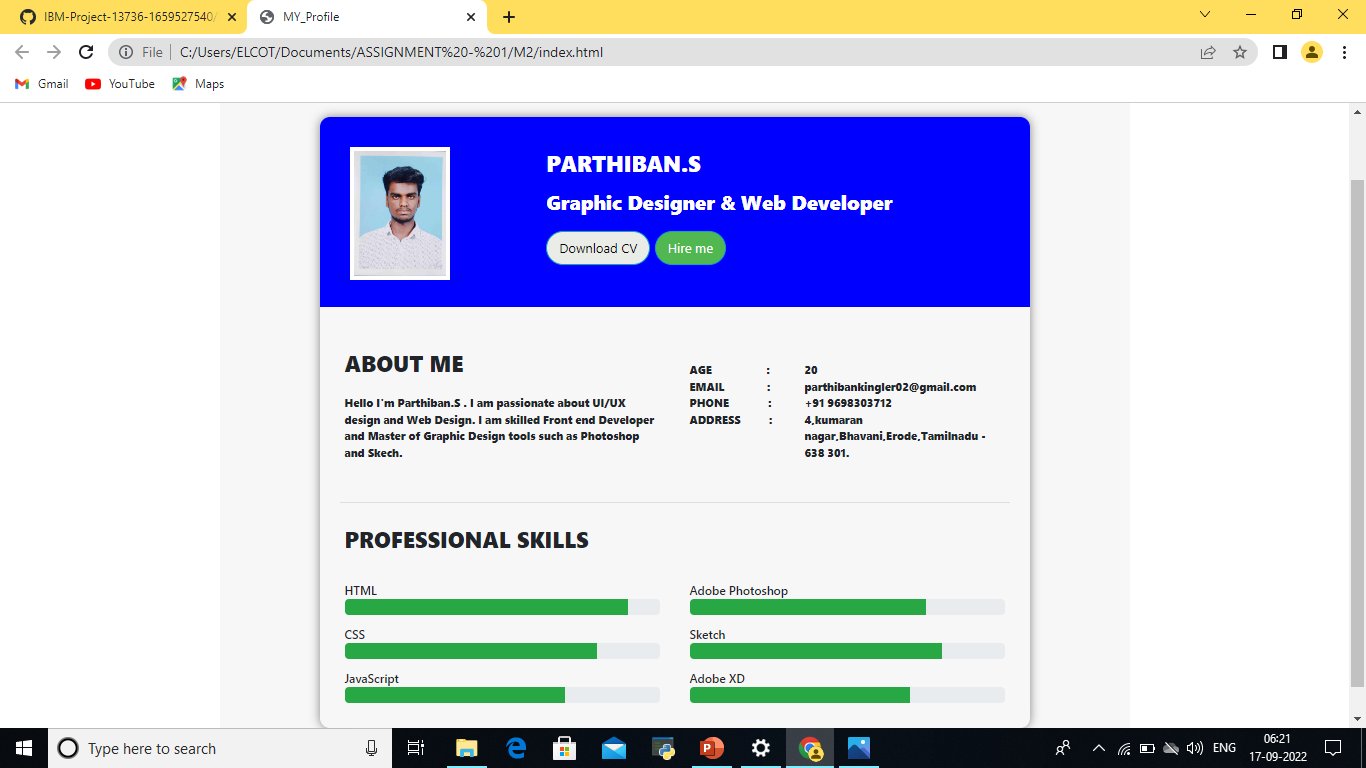 IBM-Project-13736-1659527540/
MY_Profile
File
C:/Users/ELCOT/Documents/ASSIGNMENT%20-%201/M2/index.html
Gmail
YouTube
Maps
PARTHIBAN.S
Graphic Designer & Web Developer
Download CV
Hire me
ABOUT ME
Hello I'm Parthiban.S . I am passionate about UI/UX
design and Web Design. I am skilled Front end Developer
and Master of Graphic Design tools such as Photoshop
and Skech.
AGE : 20
EMAIL : parthibankingler02@gmail.com
PHONE : +91 9698303712
ADDRESS : 4,kumaran
nagar,Bhavani,Erode,Tamilnadu -
638 301.
PROFESSIONAL SKILLS
HTML
CSS
JavaScript
Adobe Photoshop
Sketch
Adobe XD
Type here to search
ENG
06:21
17-09-2022